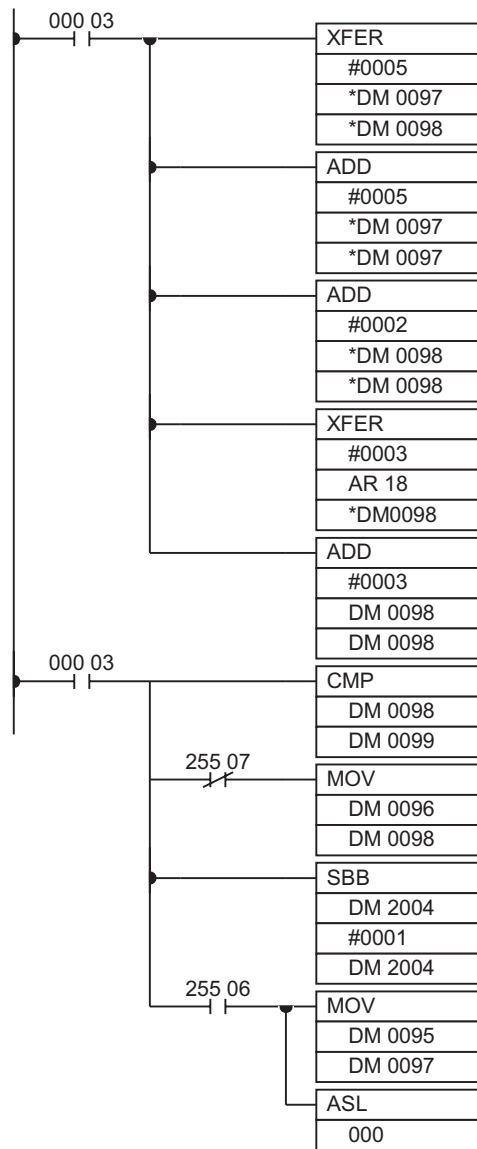 000 03
XFER
#0005
*DM 0097
*DM 0098
ADD
#0005
*DM 0097
*DM 0097
ADD
#0002
*DM 0098
*DM 0098
XFER
#0003
AR 18
*DM0098
ADD
#0003
DM 0098
DM 0098
000 03
CMP
DM 0098
DM 0099
255 07
MOV
DM 0096
DM 0098
SBB
DM 2004
#0001
DM 2004
255 06
MOV
DM 0095
DM 0097
ASL
000